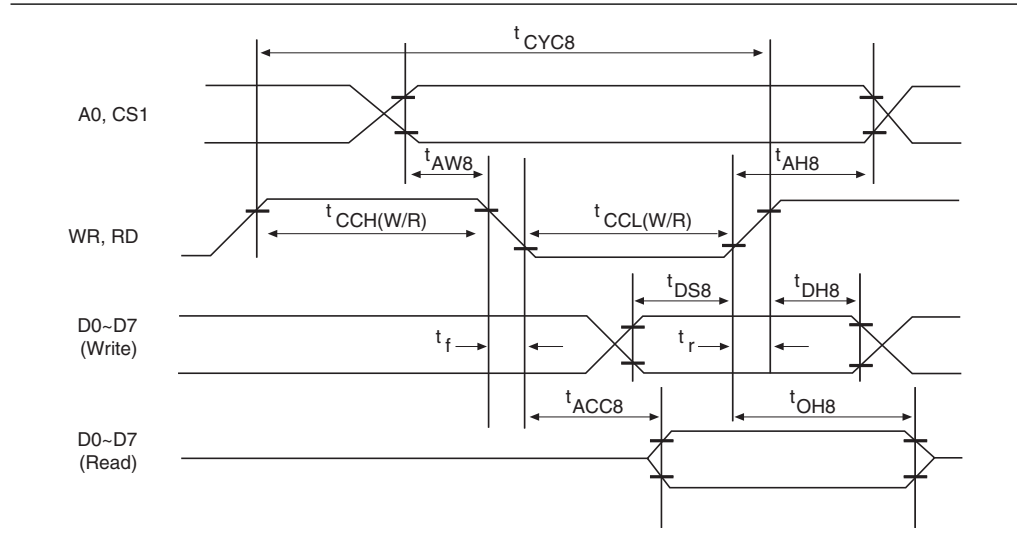 tCYC8
A0, CS1
tAW8
tAH8
tCCH(W/R)
tCCL(W/R)
WR, RD
tDS8
tDH8
D0~D7
(Write)
tf
tr
tACC8
tOH8
D0~D7
(Read)